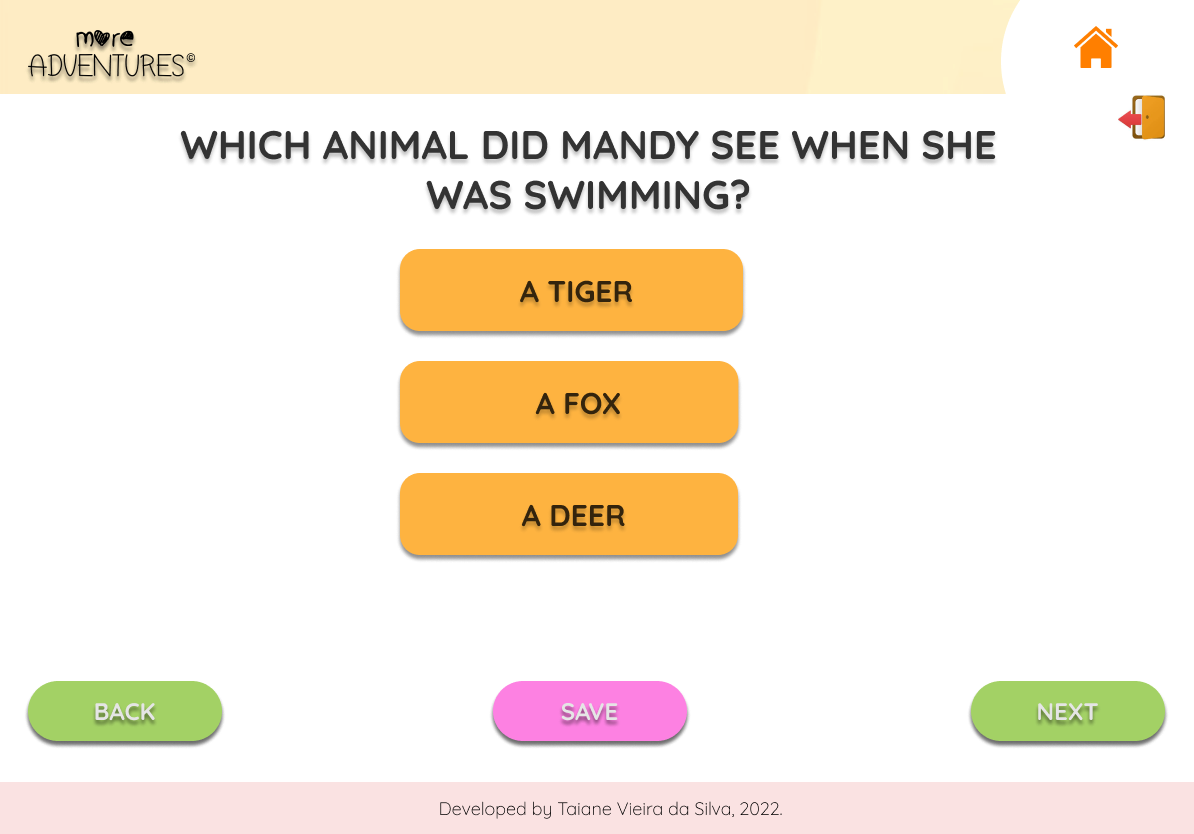 more
ADVENTURES©
WHICH ANIMAL DID MANDY SEE WHEN SHE
WAS SWIMMING?
A TIGER
A FOX
A DEER
BACK
SAVE
NEXT
Developed by Taiane Vieira da Silva, 2022.